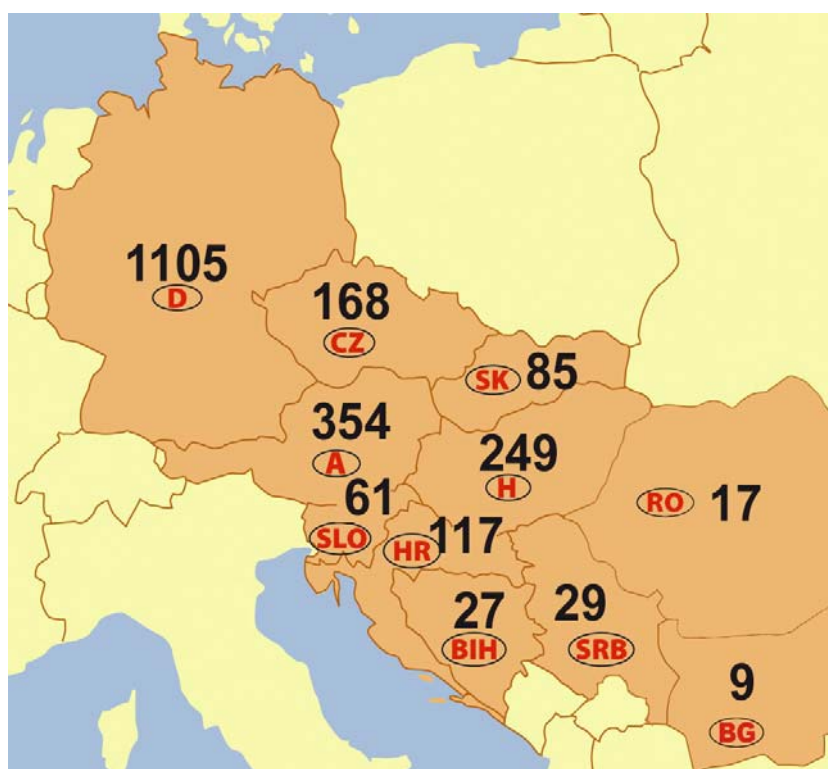 1105
D
168
CZ
SK 85
354
A
249
H
61
SLO
HR 117
RO 17
27
BIH
29
SRB
9
BG